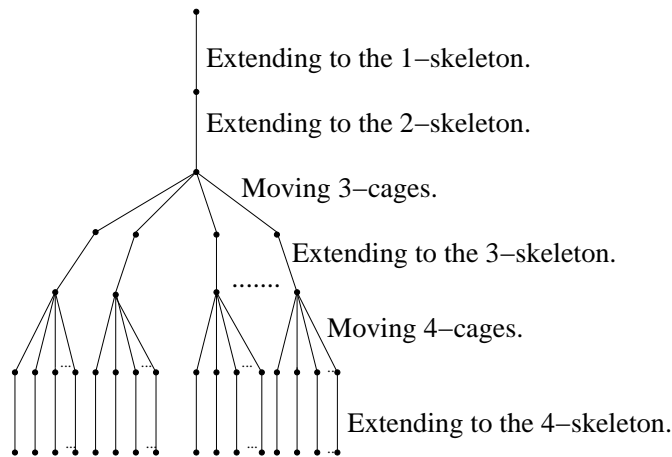 Extending to the 1−skeleton.
Extending to the 2−skeleton.
Moving 3−cages.
Extending to the 3−skeleton.
Moving 4−cages.
Extending to the 4−skeleton.